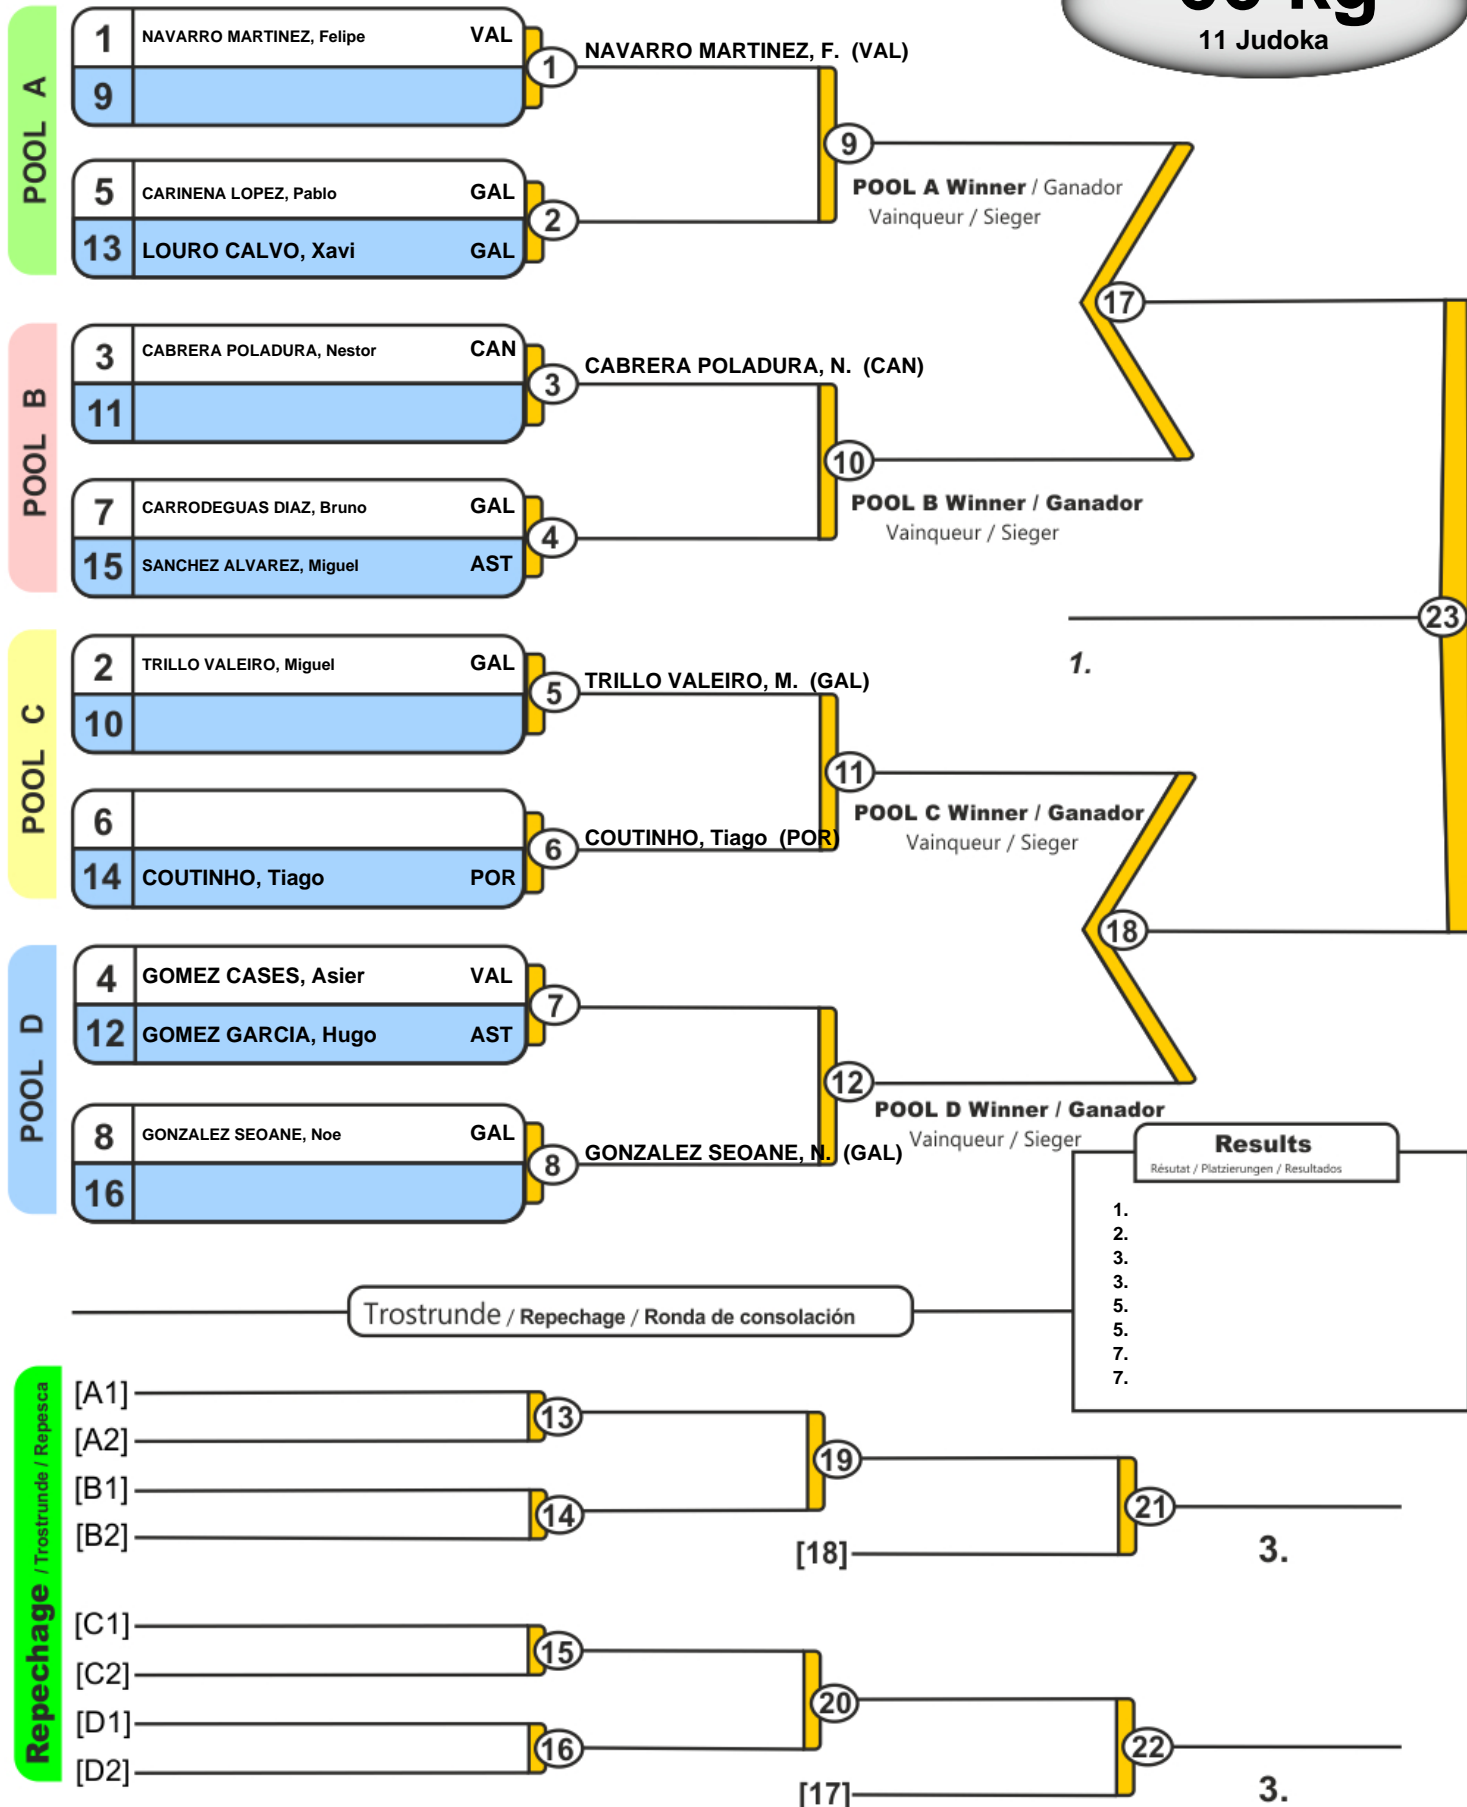 kg
11 Judoka
POOL A
1 NAVARRO MARTINEZ, Felipe VAL
9
1 NAVARRO MARTINEZ, F. (VAL)
5 CARINENA LOPEZ, Pablo GAL
13 LOURO CALVO, Xavi GAL
2
9
POOL A Winner / Ganador
Vainqueur / Sieger
POOL B
3 CABRERA POLADURA, Nestor CAN
11
3 CABRERA POLADURA, N. (CAN)
7 CARRODEGUAS DIAZ, Bruno GAL
15 SANCHEZ ALVAREZ, Miguel AST
4
10
POOL B Winner / Ganador
Vainqueur / Sieger
17
POOL C
2 TRILLO VALEIRO, Miguel GAL
10
5 TRILLO VALEIRO, M. (GAL)
6
14 COUTINHO, Tiago POR
6 COUTINHO, Tiago (POR)
11
POOL C Winner / Ganador
Vainqueur / Sieger
23
1.
POOL D
4 GOMEZ CASES, Asier VAL
12 GOMEZ GARCIA, Hugo AST
7
8 GONZALEZ SEOANE, Noe GAL
16
8 GONZALEZ SEOANE, N. (GAL)
12
POOL D Winner / Ganador
Vainqueur / Sieger
18
Results
Résutat / Platzierungen / Resultados
1.
2.
3.
3.
5.
5.
7.
7.
Trostrunde / Repechage / Ronda de consolación
Repechage / Trostrunde / Repesca
[A1]
[A2]
13
[B1]
[B2]
14
19
[18]
21
3.
[C1]
[C2]
15
[D1]
[D2]
16
20
[17]
22
3.